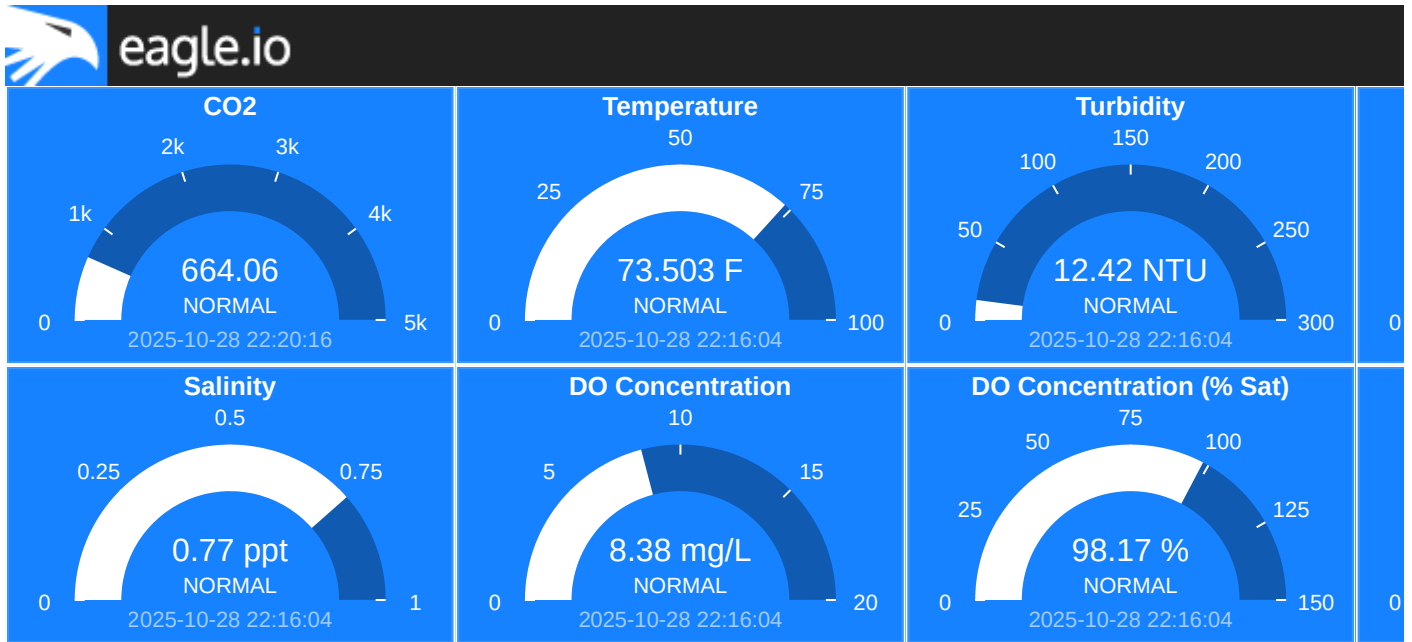 eagle.io
CO2
2k
3k
1k
4k
664.06
NORMAL
0
5k
2025-10-28 22:20:16
Temperature
50
25
75
73.503 F
NORMAL
0
100
2025-10-28 22:16:04
Turbidity
150
100
200
50
250
12.42 NTU
NORMAL
0
300
2025-10-28 22:16:04
0
Salinity
0.5
0.25
0.75
0.77 ppt
NORMAL
0
1
2025-10-28 22:16:04
DO Concentration
10
5
15
8.38 mg/L
NORMAL
0
20
2025-10-28 22:16:04
DO Concentration (% Sat)
75
50
100
25
125
98.17 %
NORMAL
0
150
2025-10-28 22:16:04
0